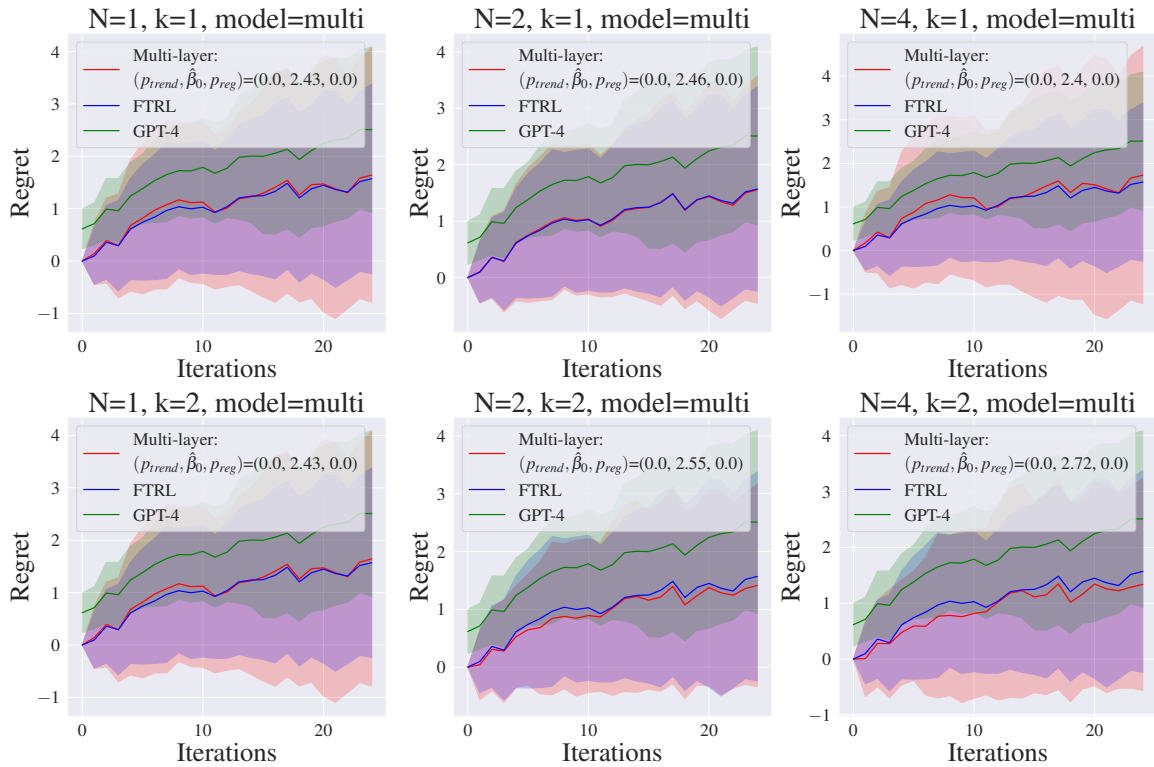 N=1, k=1, model=multi
Multi-layer:
(p_trend, β̂_0, p_reg)=(0.0, 2.43, 0.0)
FTRL
GPT-4
Regret
4
3
2
1
0
−1
0 10 20
Iterations
N=2, k=1, model=multi
Multi-layer:
(p_trend, β̂_0, p_reg)=(0.0, 2.46, 0.0)
FTRL
GPT-4
Regret
4
3
2
1
0
0 10 20
Iterations
N=4, k=1, model=multi
Multi-layer:
(p_trend, β̂_0, p_reg)=(0.0, 2.4, 0.0)
FTRL
GPT-4
Regret
4
3
2
1
0
−1
0 10 20
Iterations
N=1, k=2, model=multi
Multi-layer:
(p_trend, β̂_0, p_reg)=(0.0, 2.43, 0.0)
FTRL
GPT-4
Regret
4
3
2
1
0
−1
0 10 20
Iterations
N=2, k=2, model=multi
Multi-layer:
(p_trend, β̂_0, p_reg)=(0.0, 2.55, 0.0)
FTRL
GPT-4
Regret
4
3
2
1
0
0 10 20
Iterations
N=4, k=2, model=multi
Multi-layer:
(p_trend, β̂_0, p_reg)=(0.0, 2.72, 0.0)
FTRL
GPT-4
Regret
4
3
2
1
0
−1
0 10 20
Iterations